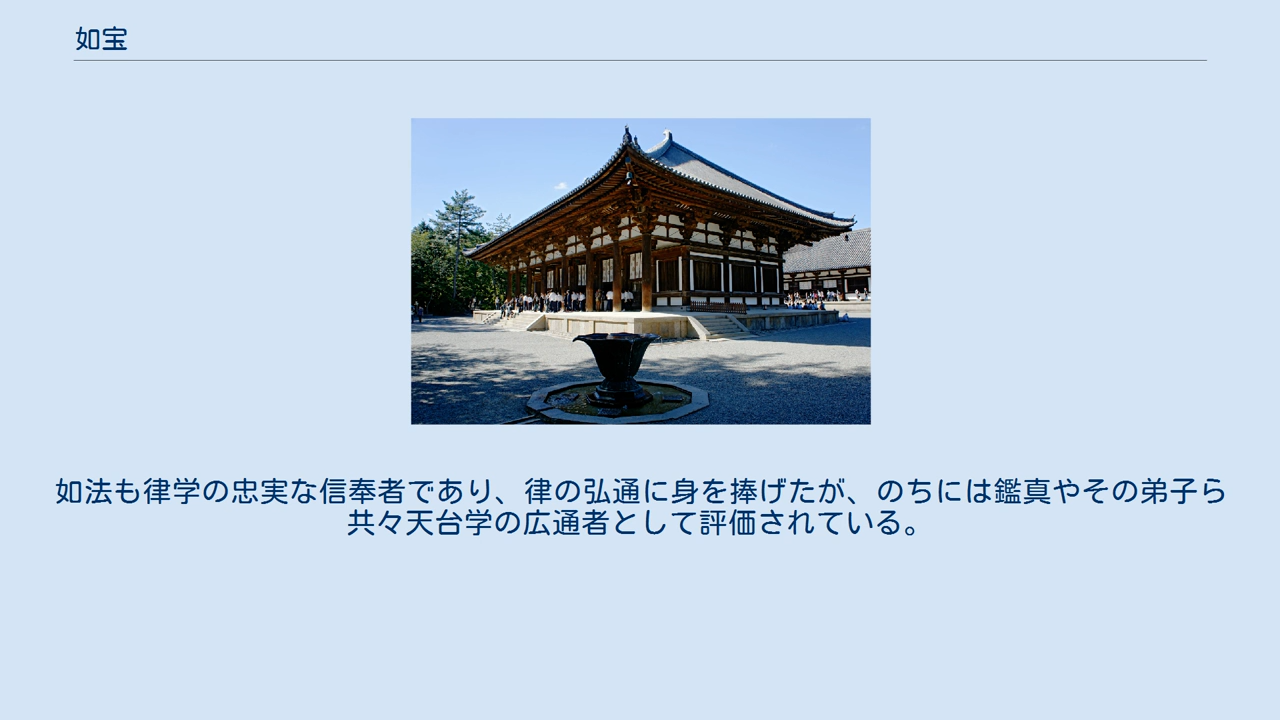 如宝
如法も律学の忠実な信奉者であり、律の弘通に身を捧げたが、のちには鑑真やその弟子ら
共々天台学の広通者として評価されている。